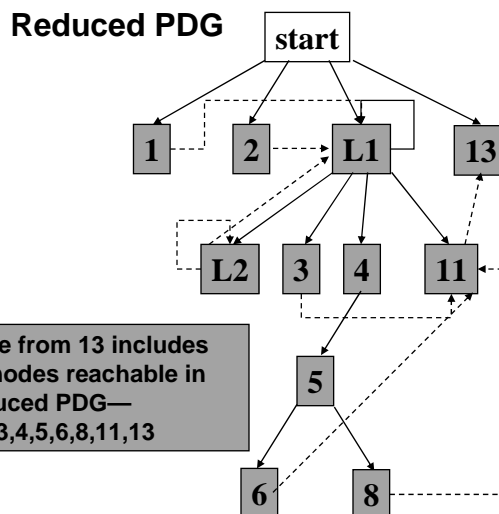 Reduced PDG
start
1
2
L1
13
L2
3
4
11
e from 13 includes
nodes reachable in
uced PDG—
3,4,5,6,8,11,13
5
6
8